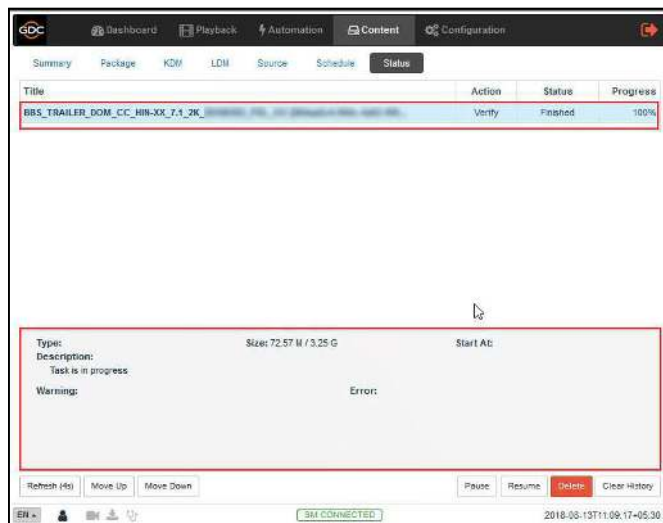 GDC Dashboard Playback Automation Content Configuration
Summary Package KDM LDM Source Schedule Status
Title Action Status Progress
BBS_TRAILER_DOM_CC_HIN-XX_7.1_2K_ Verify Finished 100%
Type: Size: 72.57 M / 3.25 G Start At:
Description:
Task is in progress
Warning: Error:
Refresh (4s) Move Up Move Down Pause Resume Delete Clear History
EN SM CONNECTED 2018-08-13T11:09:17+05:30